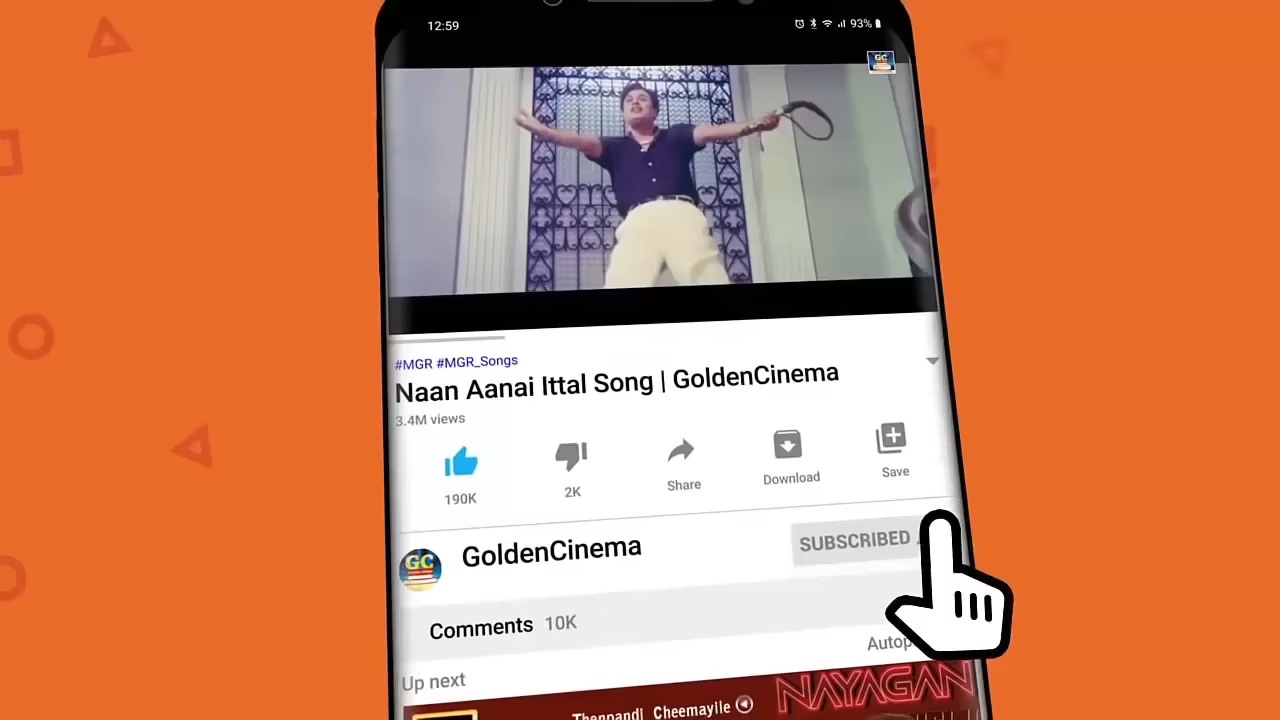 12:59
93%
GC
#MGR #MGR_Songs
Naan Aanai Ittal Song | GoldenCinema
3.4M views
190K
2K
Share
Download
Save
GC
GoldenCinema
SUBSCRIBED
Comments 10K
Up next
Thenpandi Cheemayile
NAYAGAN